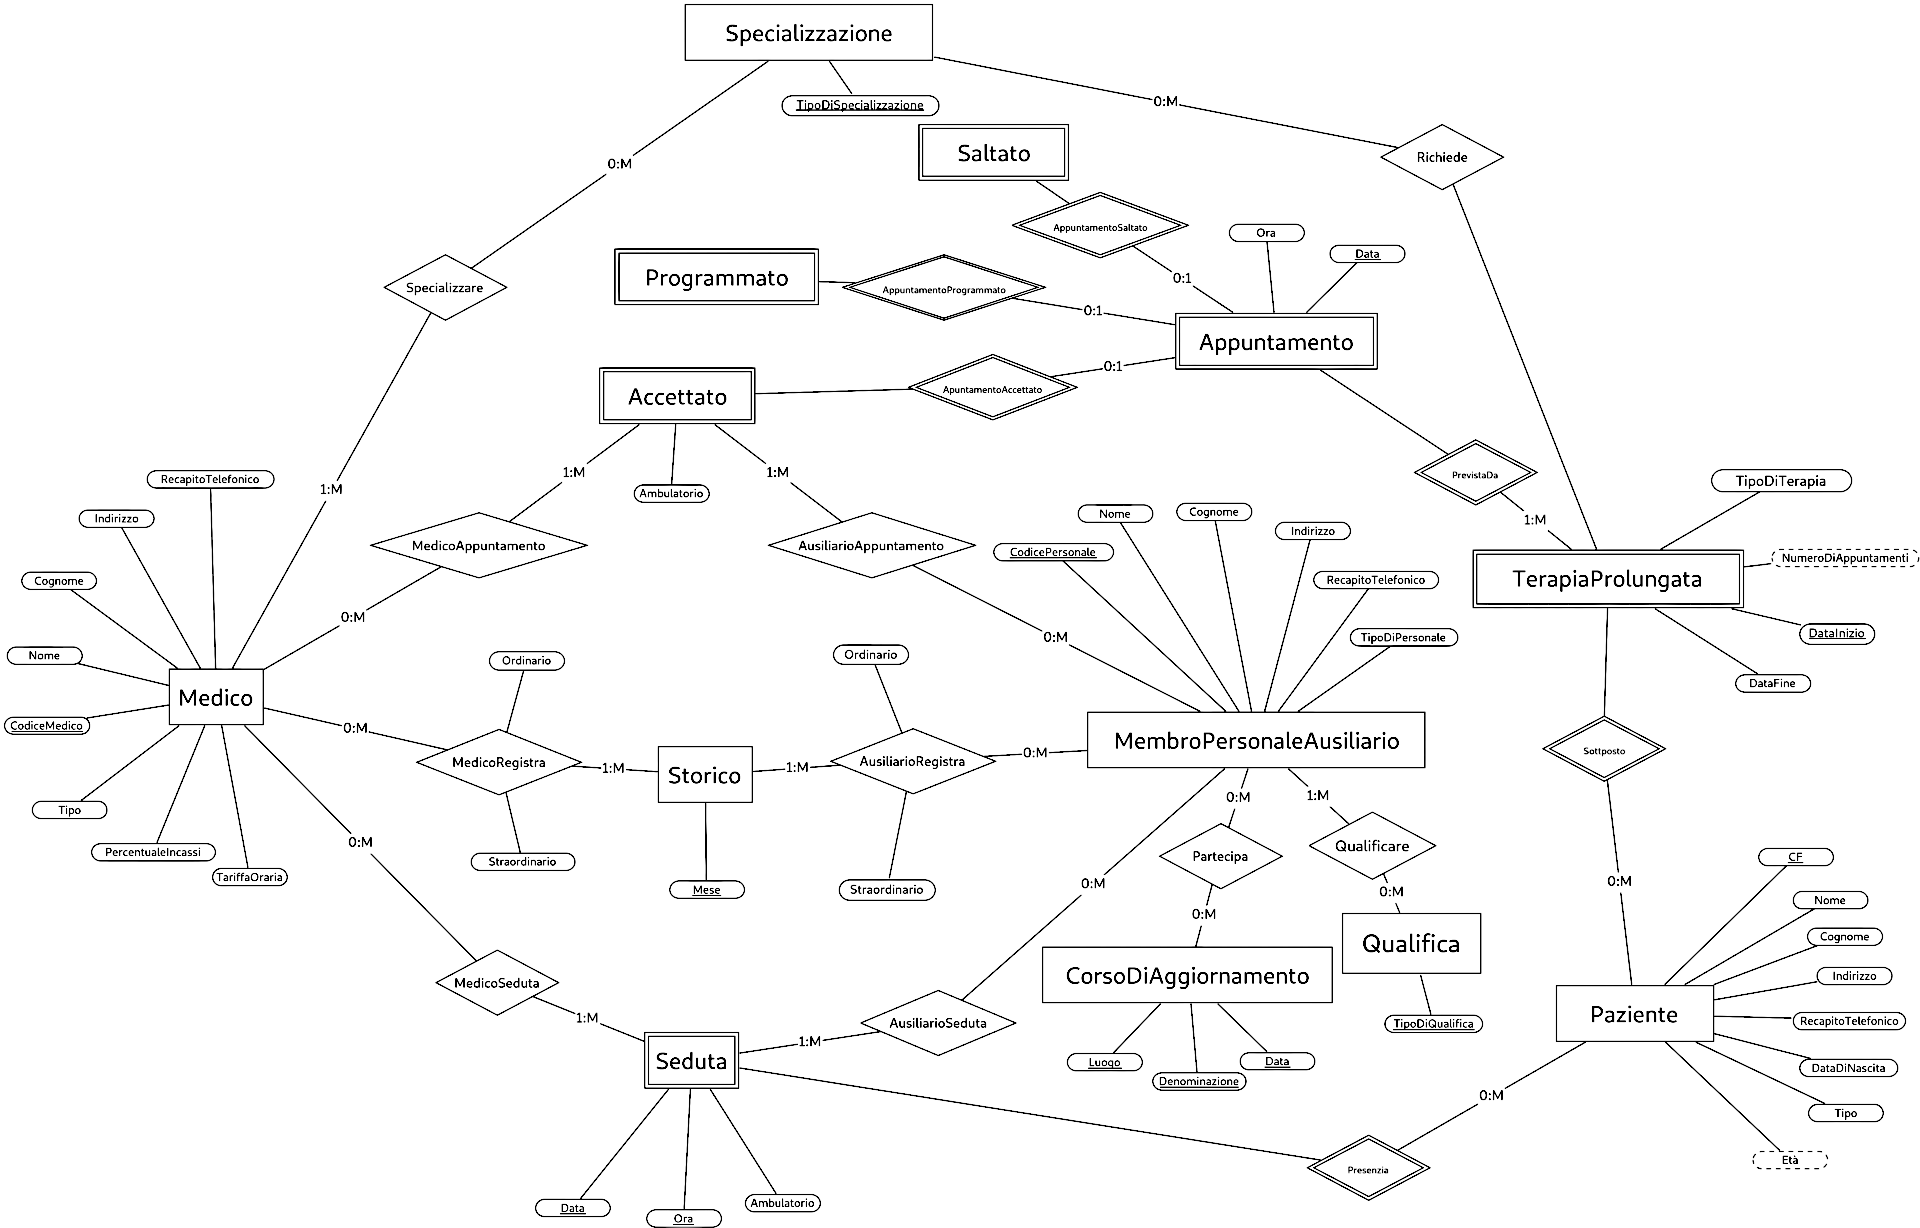 Specializzazione
TipoDiSpecializzazione
0:M
Saltato
Richiede
0:M
AppuntamentoSaltato
Ora
Data
Programmato
0:1
Specializzare
AppuntamentoProgrammato
0:1
Appuntamento
0:1
Accettato
ApuntamentoAccettato
1:M
1:M
PrevistaDa
RecapitoTelefonico
1:M
Ambulatorio
TipoDiTerapia
Indirizzo
Nome
Cognome
1:M
Indirizzo
MedicoAppuntamento
AusiliarioAppuntamento
CodicePersonale
NumeroDiAppuntamenti
Cognome
RecapitoTelefonico
TerapiaProlungata
0:M
0:M
TipoDiPersonale
DataInizio
Nome
Ordinario
Ordinario
DataFine
Medico
CodiceMedico
0:M
0:M
MembroPersonaleAusiliario
Sottposto
MedicoRegistra
1:M
Storico
1:M
AusiliarioRegistra
Tipo
0:M
1:M
PercentualeIncassi
0:M
Partecipa
Qualificare
CF
TariffaOraria
Straordinario
Mese
Straordinario
0:M
0:M
0:M
Nome
0:M
Cognome
Qualifica
MedicoSeduta
CorsoDiAggiornamento
Indirizzo
1:M
AusiliarioSeduta
TipoDiQualifica
Paziente
RecapitoTelefonico
1:M
Seduta
Luogo
Denominazione
Data
DataDiNascita
0:M
Tipo
Presenzia
Età
Data
Ora
Ambulatorio